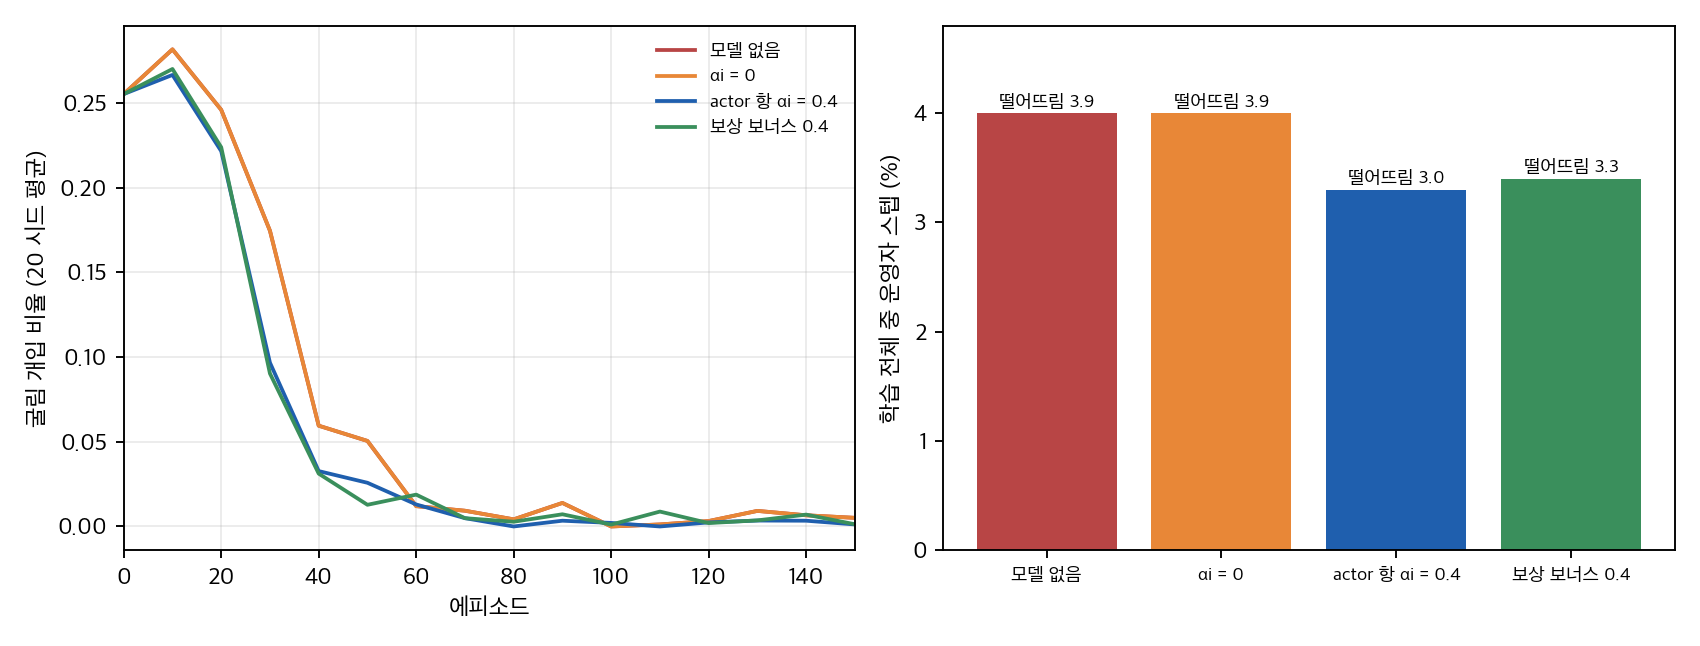 굴림 개입 비율 (20 시드 평균)
0.25
0.20
0.15
0.10
0.05
0.00
0
20
40
60
80
100
120
140
에피소드
모델 없음
αi = 0
actor 항 αi = 0.4
보상 보너스 0.4
학습 전체 중 운영자 스텝 (%)
4
3
2
1
0
떨어뜨림 3.9
떨어뜨림 3.9
떨어뜨림 3.0
떨어뜨림 3.3
모델 없음
αi = 0
actor 항 αi = 0.4
보상 보너스 0.4